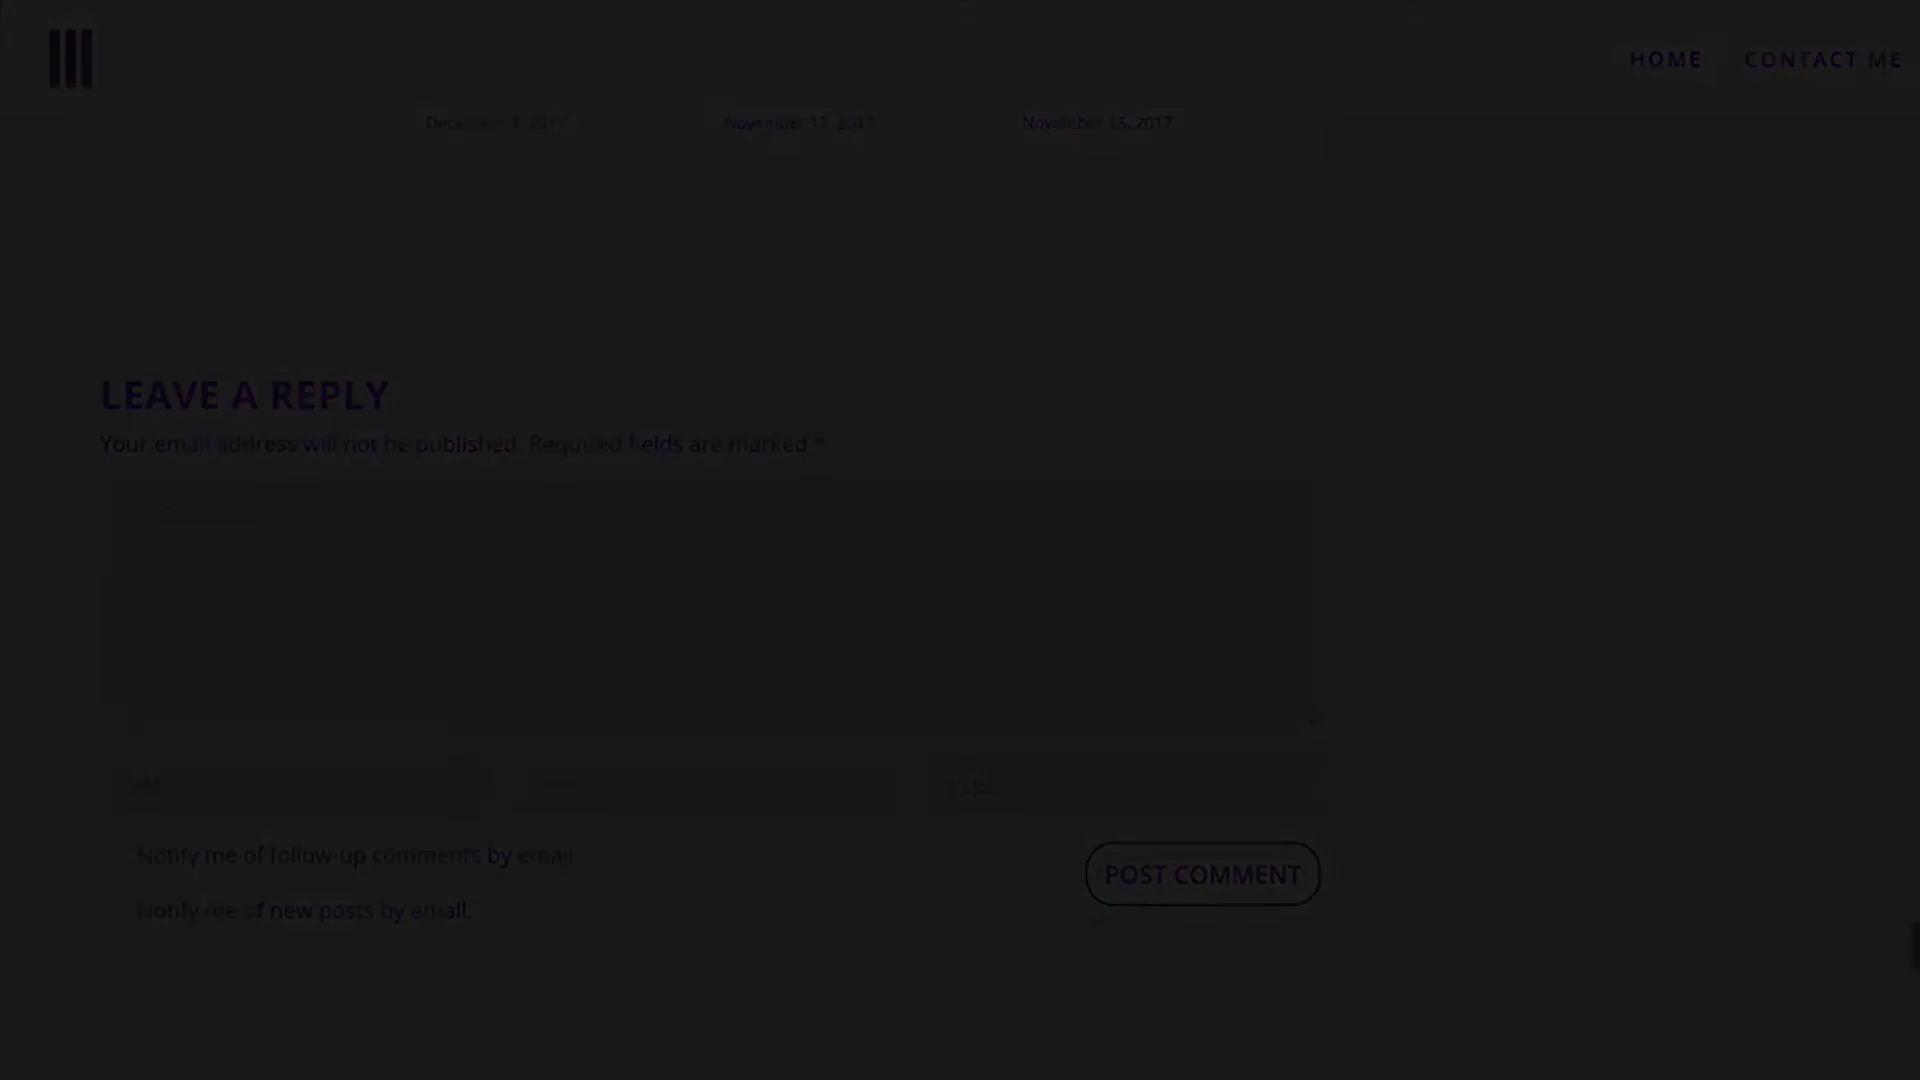 HOME CONTACT ME
December 4, 2017 November 17, 2017 November 15, 2017
LEAVE A REPLY
Your email address will not be published. Required fields are marked *
Notify me of follow up comments by email
Notify me of new posts by email.
POST COMMENT